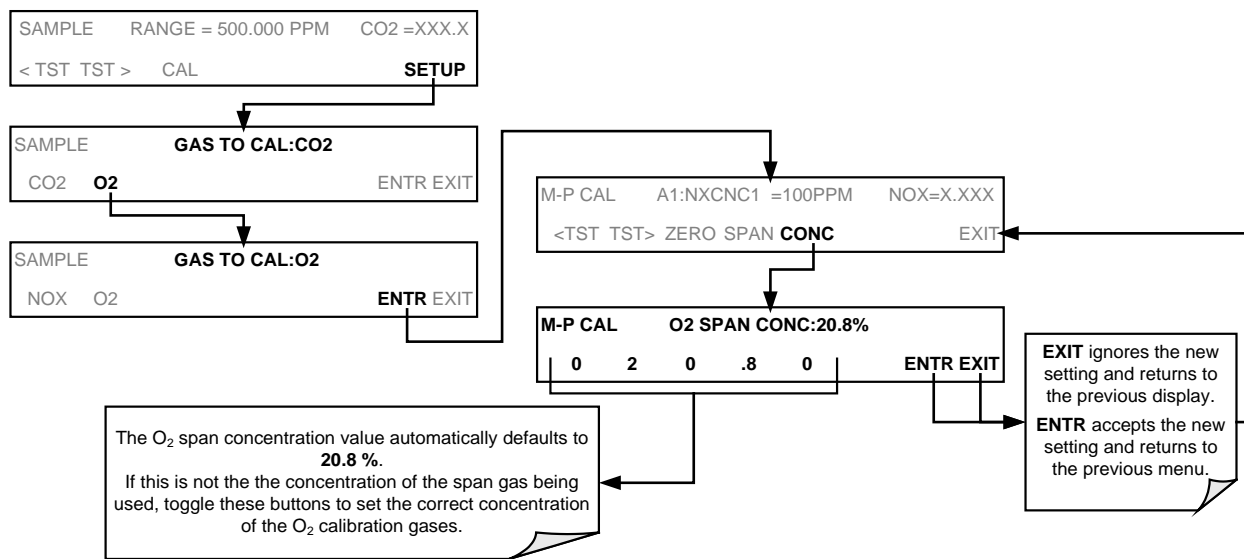 SAMPLE RANGE = 500.000 PPM CO2 =XXX.X
< TST TST > CAL SETUP
SAMPLE GAS TO CAL:CO2
CO2 O2 ENTR EXIT
SAMPLE GAS TO CAL:O2
NOX O2 ENTR EXIT
M-P CAL A1:NXCNC1 =100PPM NOX=X.XXX
<TST TST> ZERO SPAN CONC EXIT
M-P CAL O2 SPAN CONC:20.8%
0 2 0 .8 0 ENTR EXIT
EXIT ignores the new
setting and returns to
the previous display.
ENTR accepts the new
setting and returns to
the previous menu.
The O₂ span concentration value automatically defaults to
20.8 %.
If this is not the the concentration of the span gas being
used, toggle these buttons to set the correct concentration
of the O₂ calibration gases.